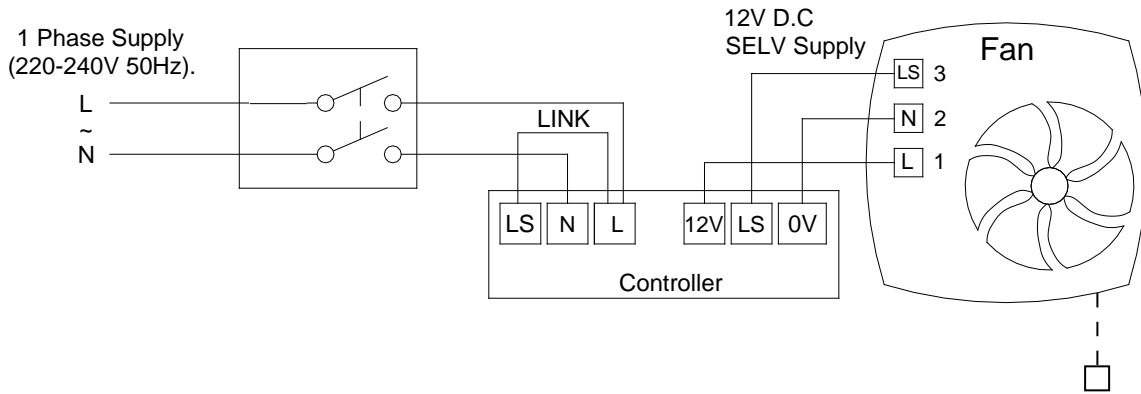 1 Phase Supply
(220-240V 50Hz).
L
~
N
LINK
LS N L
12V LS 0V
Controller
12V D.C
SELV Supply
Fan
LS 3
N 2
L 1